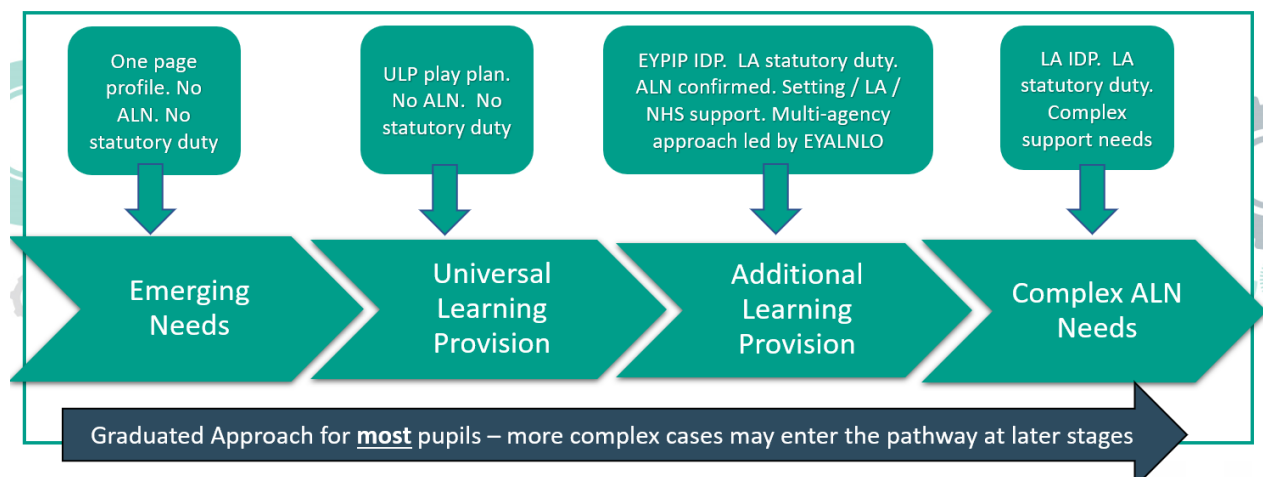 One page
profile. No
ALN. No
statutory duty
ULP play plan.
No ALN.  No
statutory duty
EYPIP IDP.  LA statutory duty.
ALN confirmed. Setting / LA /
NHS support. Multi-agency
approach led by EYALNLO
LA IDP.  LA
statutory duty.
Complex
support needs
Emerging
Needs
Universal
Learning
Provision
Additional
Learning
Provision
Complex ALN
Needs
Graduated Approach for most pupils – more complex cases may enter the pathway at later stages